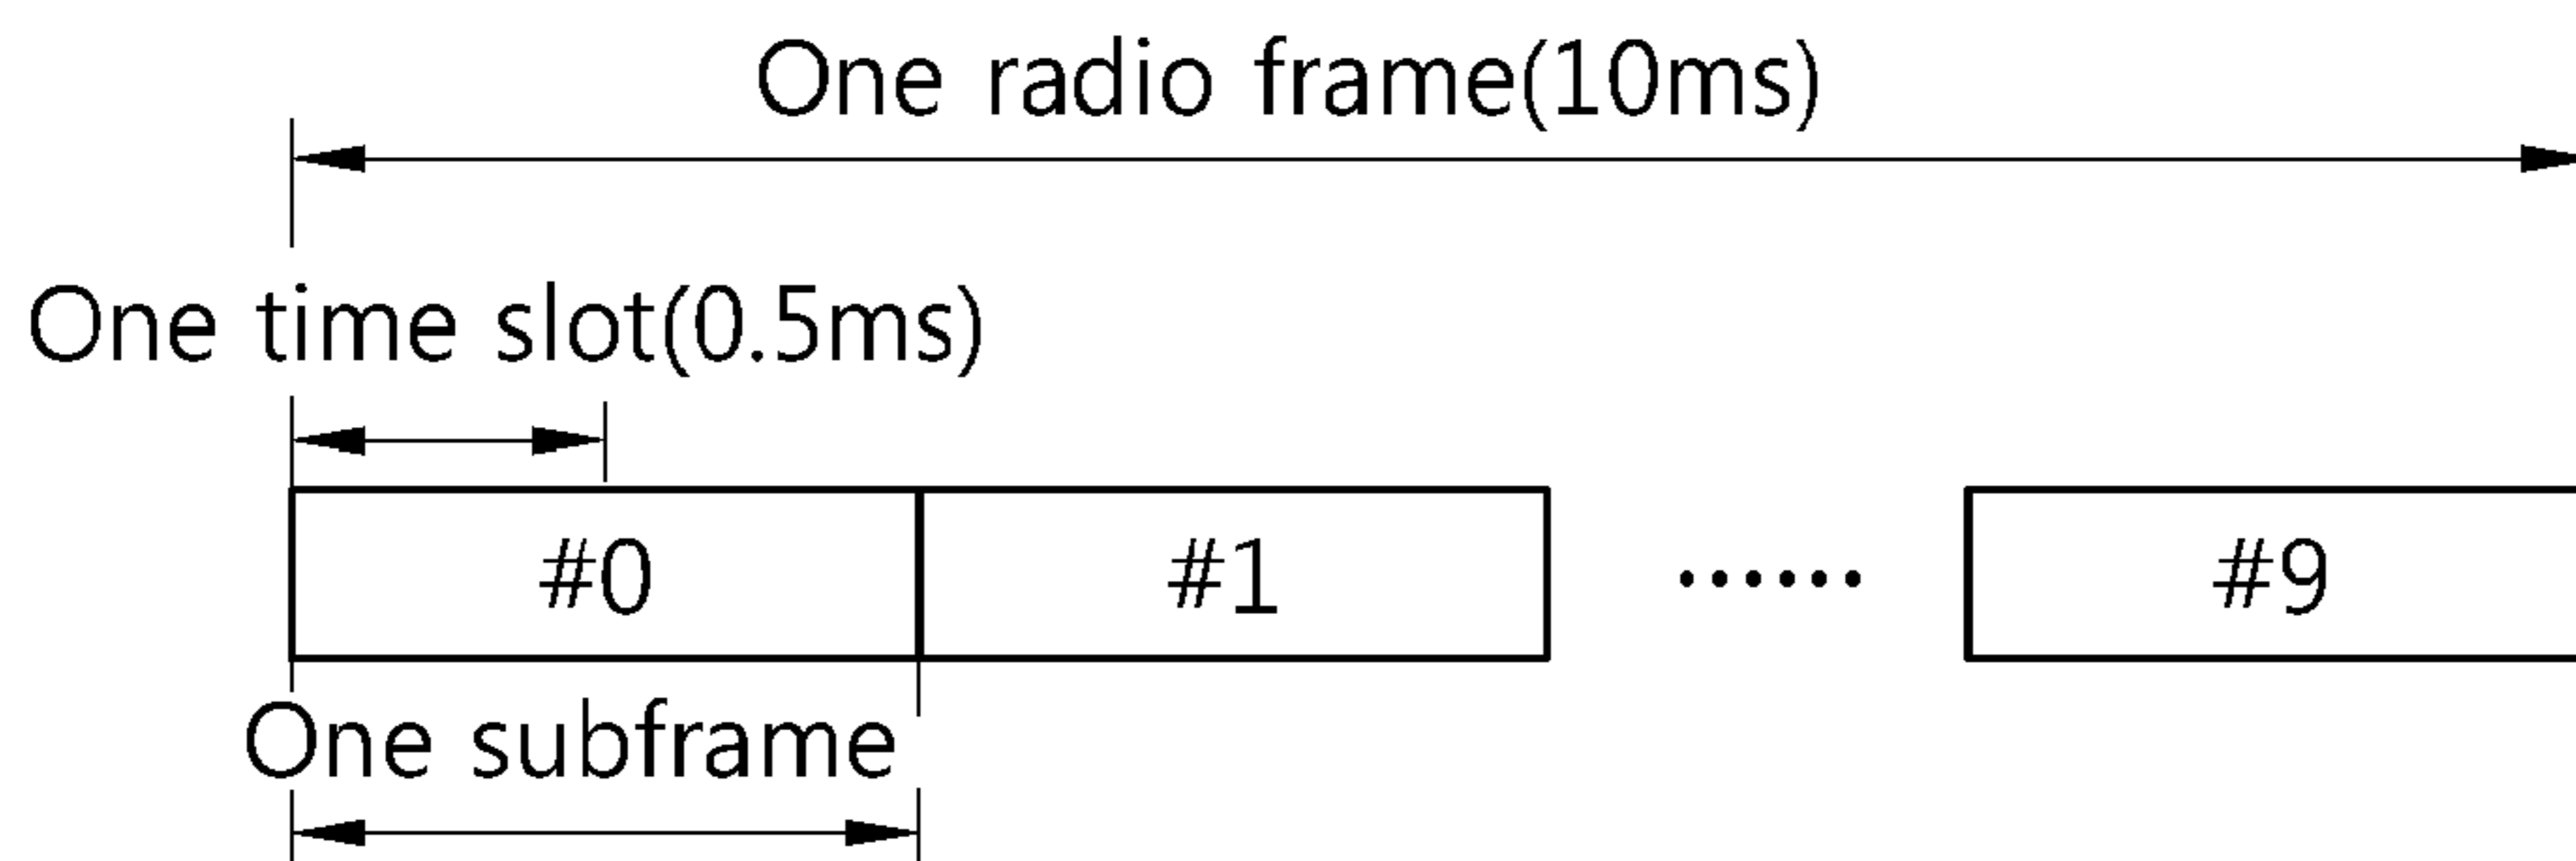 One radio frame(10ms)
One time slot(0.5ms)
#0 #1 ...... #9
One subframe